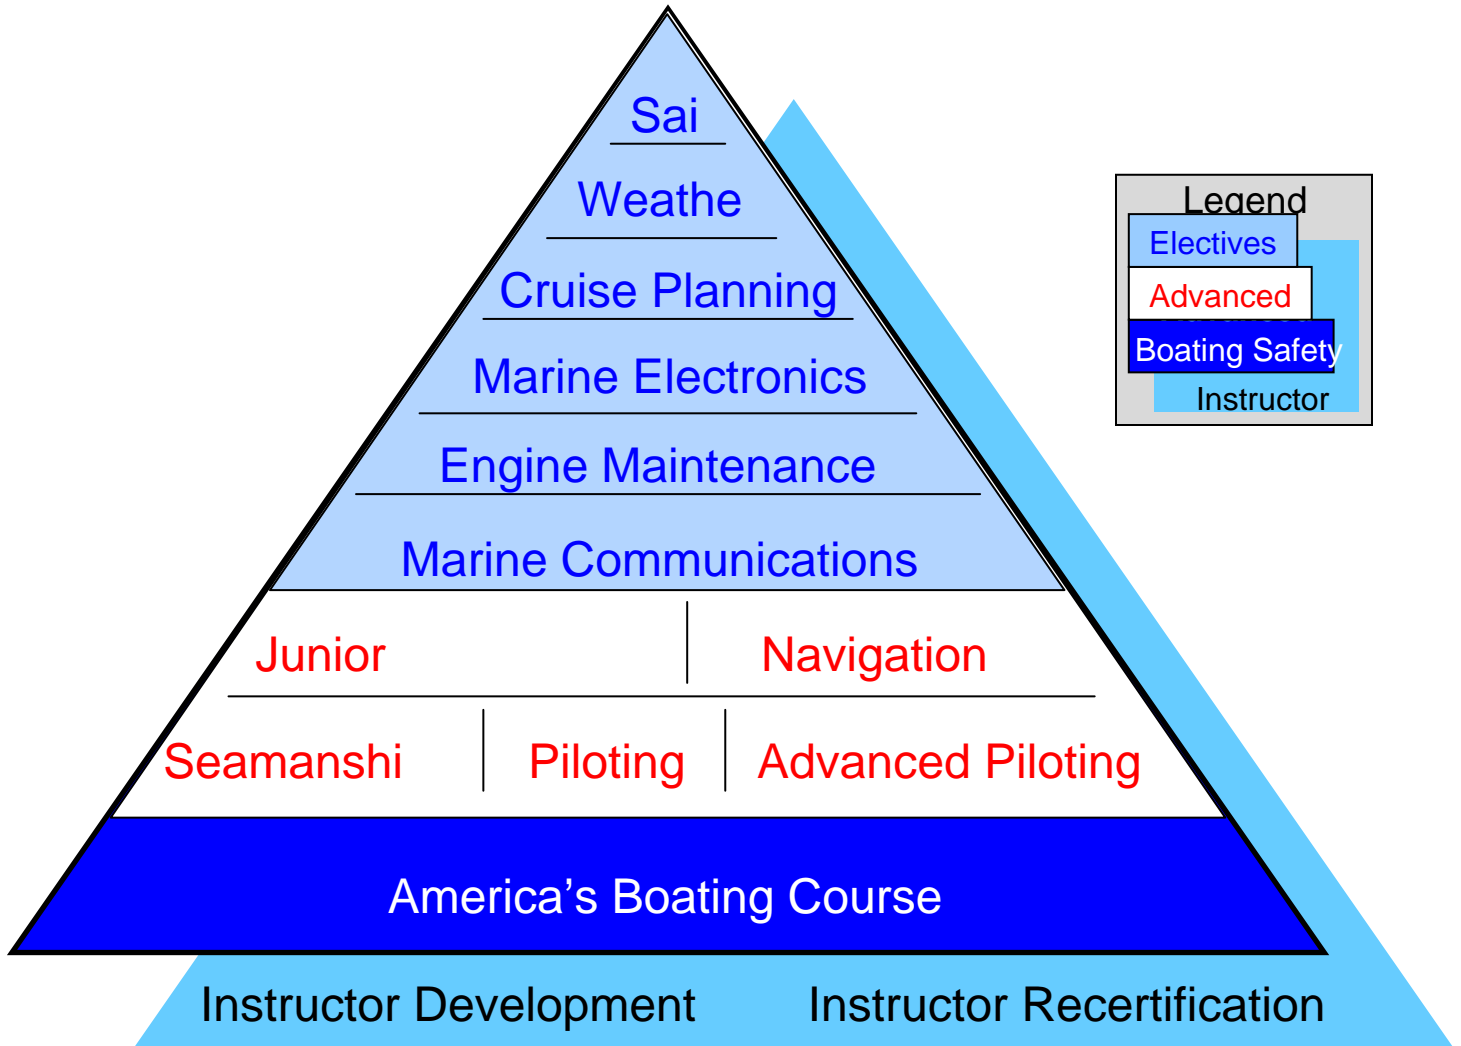 Sai
Weathe
Cruise Planning
Marine Electronics
Engine Maintenance
Marine Communications
Junior Navigation
Seamanshi Piloting Advanced Piloting
America's Boating Course
Instructor Development Instructor Recertification
Legend
Electives
Advanced
Boating Safety
Instructor